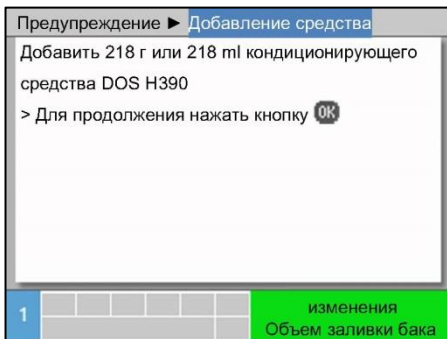 Предупреждение ► Добавление средства
Добавить 218 г или 218 ml кондиционирующего
средства DOS H390
> Для продолжения нажать кнопку OK
1
изменения
Объем заливки бака